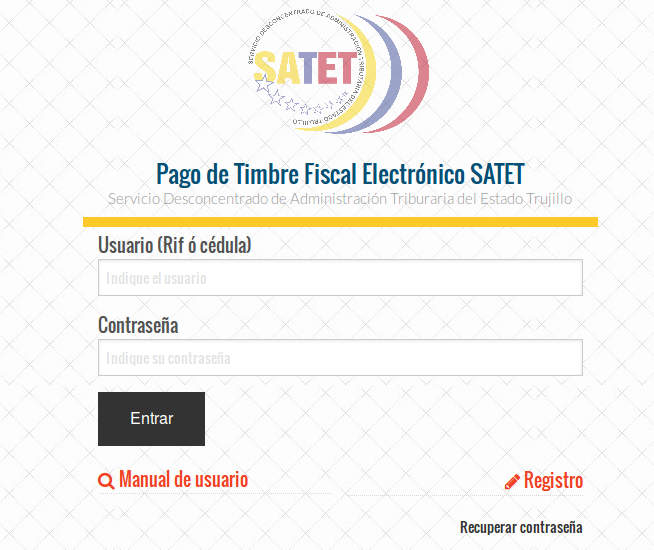 SERVICIO DESCONCENTRADO DE ADMINISTRACIÓN TRIBUTARIA DEL ESTADO TRUJILLO
SATET
Pago de Timbre Fiscal Electrónico SATET
Servicio Desconcentrado de Administración Triburaria del Estado Trujillo
Usuario (Rif ó cédula)
Indique el usuario
Contraseña
Indique su contraseña
Entrar
Manual de usuario
Registro
Recuperar contraseña